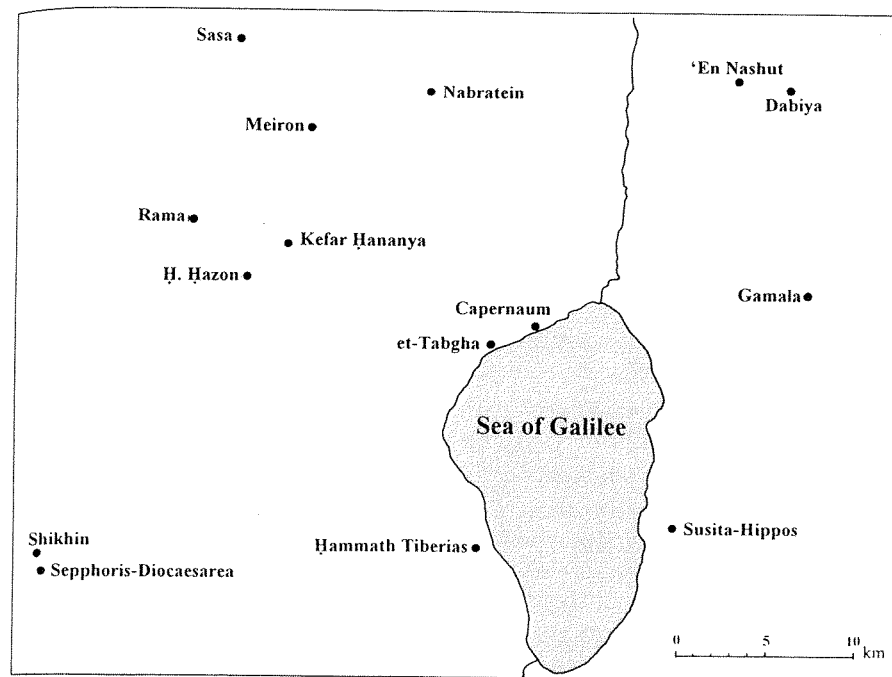 Sasa
‘En Nashut
Nabratein
Dabiya
Meiron
Rama
Kefar Ḥananya
Ḥ. Ḥazon
Gamala
Capernaum
et-Tabgha
Sea of Galilee
Susita-Hippos
Shikhin
Ḥammath Tiberias
Sepphoris-Diocaesarea
0 5 10
km